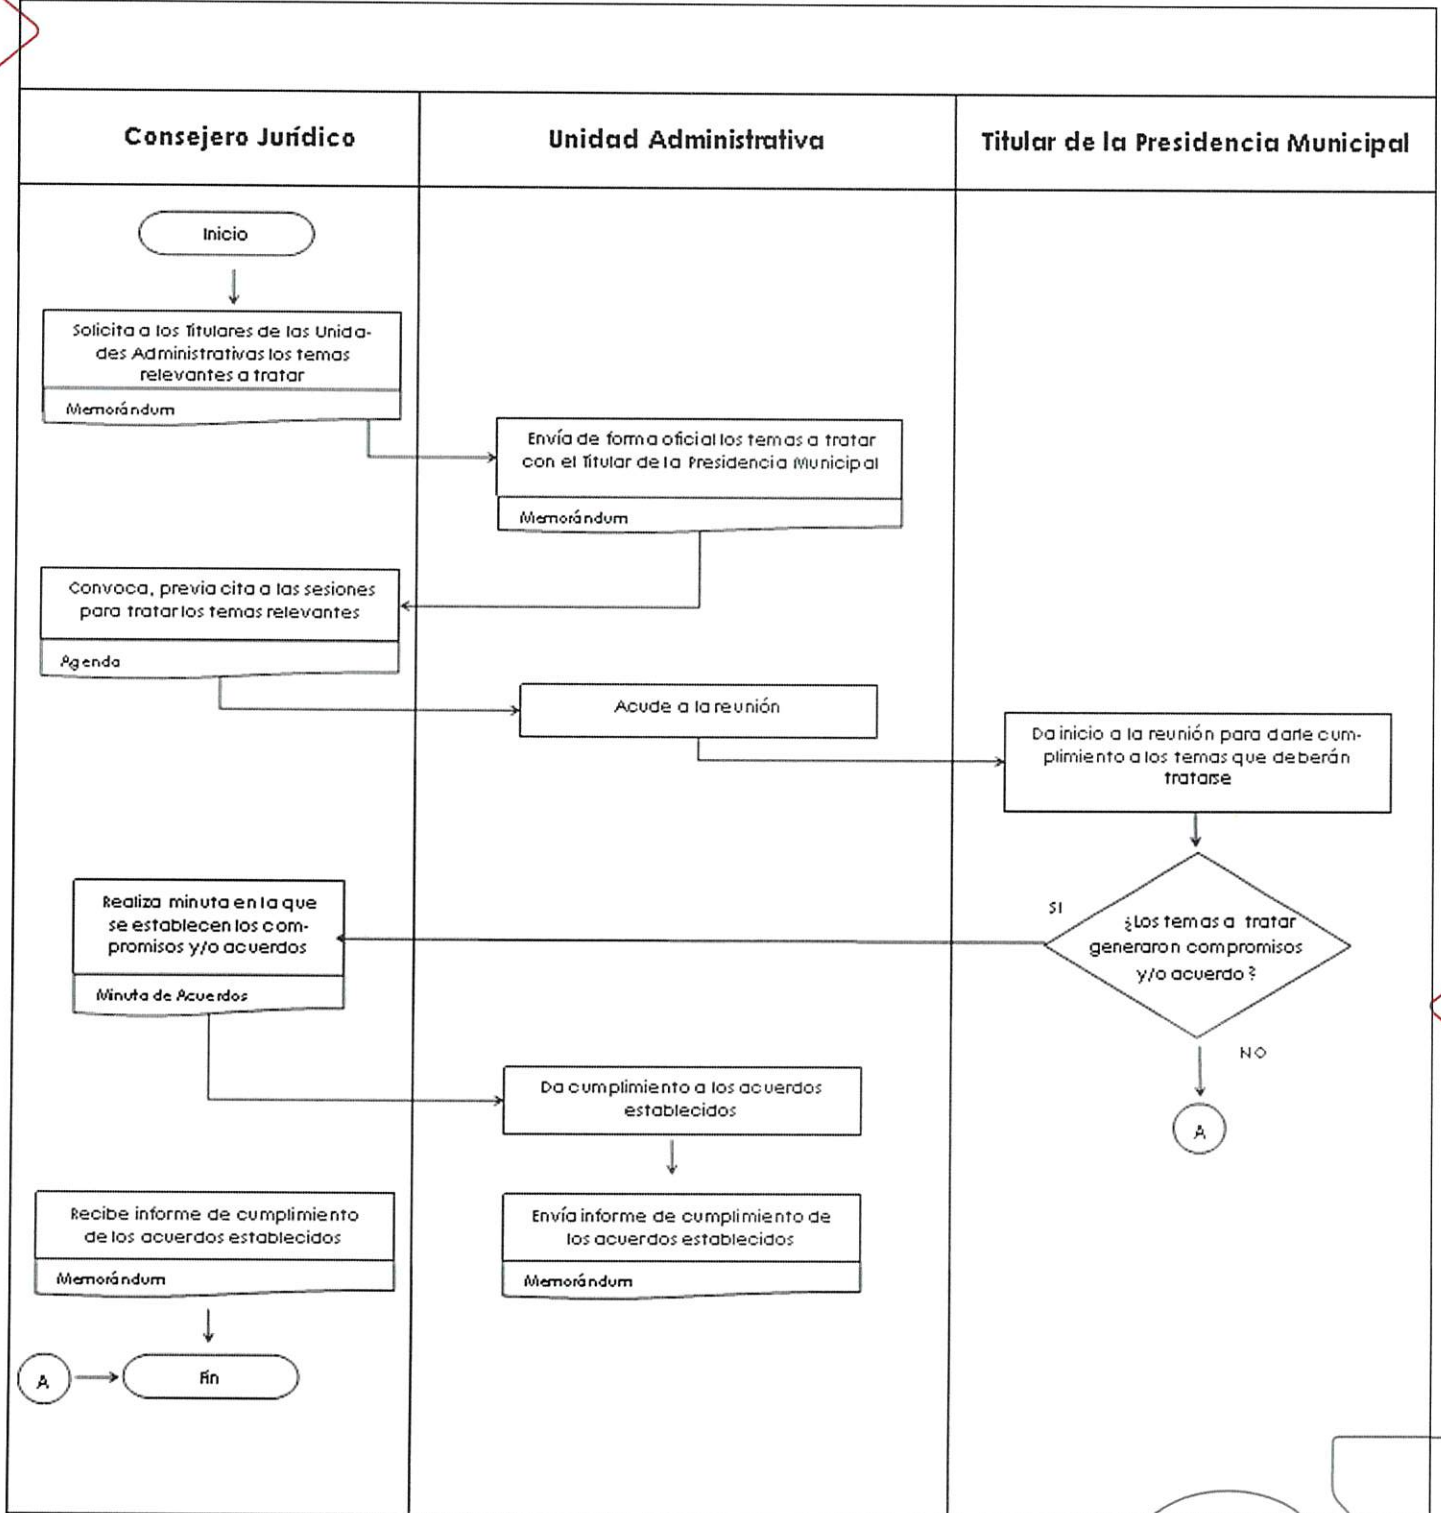 Consejero Jurídico
Unidad Administrativa
Titular de la Presidencia Municipal
Inicio
Solicita a los Titulares de las Unida-
des Administrativas los temas
relevantes a tratar
Memorándum
Envía de forma oficial los temas a tratar
con el Titular de la Presidencia Municipal
Memorándum
Convoca, previa cita a las sesiones
para tratar los temas relevantes
Agenda
Acude a la reunión
Da inicio a la reunión para darle cum-
plimiento a los temas que deberán
tratarse
¿Los temas a tratar
generaron compromisos
y/o acuerdo?
SI
NO
A
Realiza minuta en la que
se establecen los com-
promisos y/o acuerdos
Minuta de Acuerdos
Da cumplimiento a los acuerdos
establecidos
Envía informe de cumplimiento de
los acuerdos establecidos
Memorándum
Recibe informe de cumplimiento
de los acuerdos establecidos
Memorándum
A
Fin